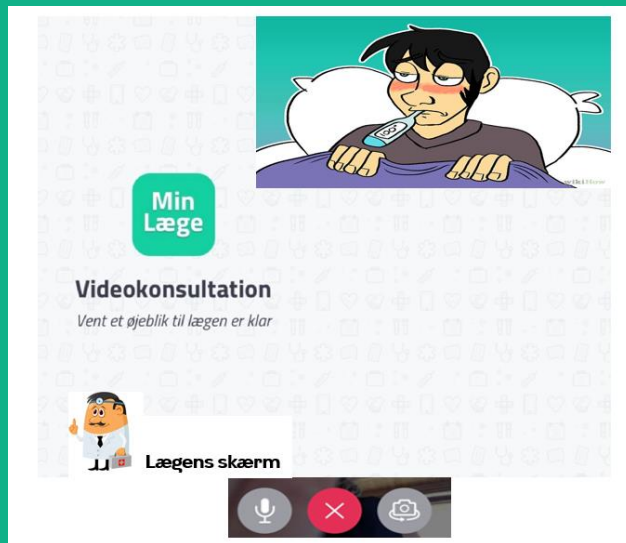 Min
Læge
Videokonsultation
Vent et øjeblik til lægen er klar
Lægens skærm